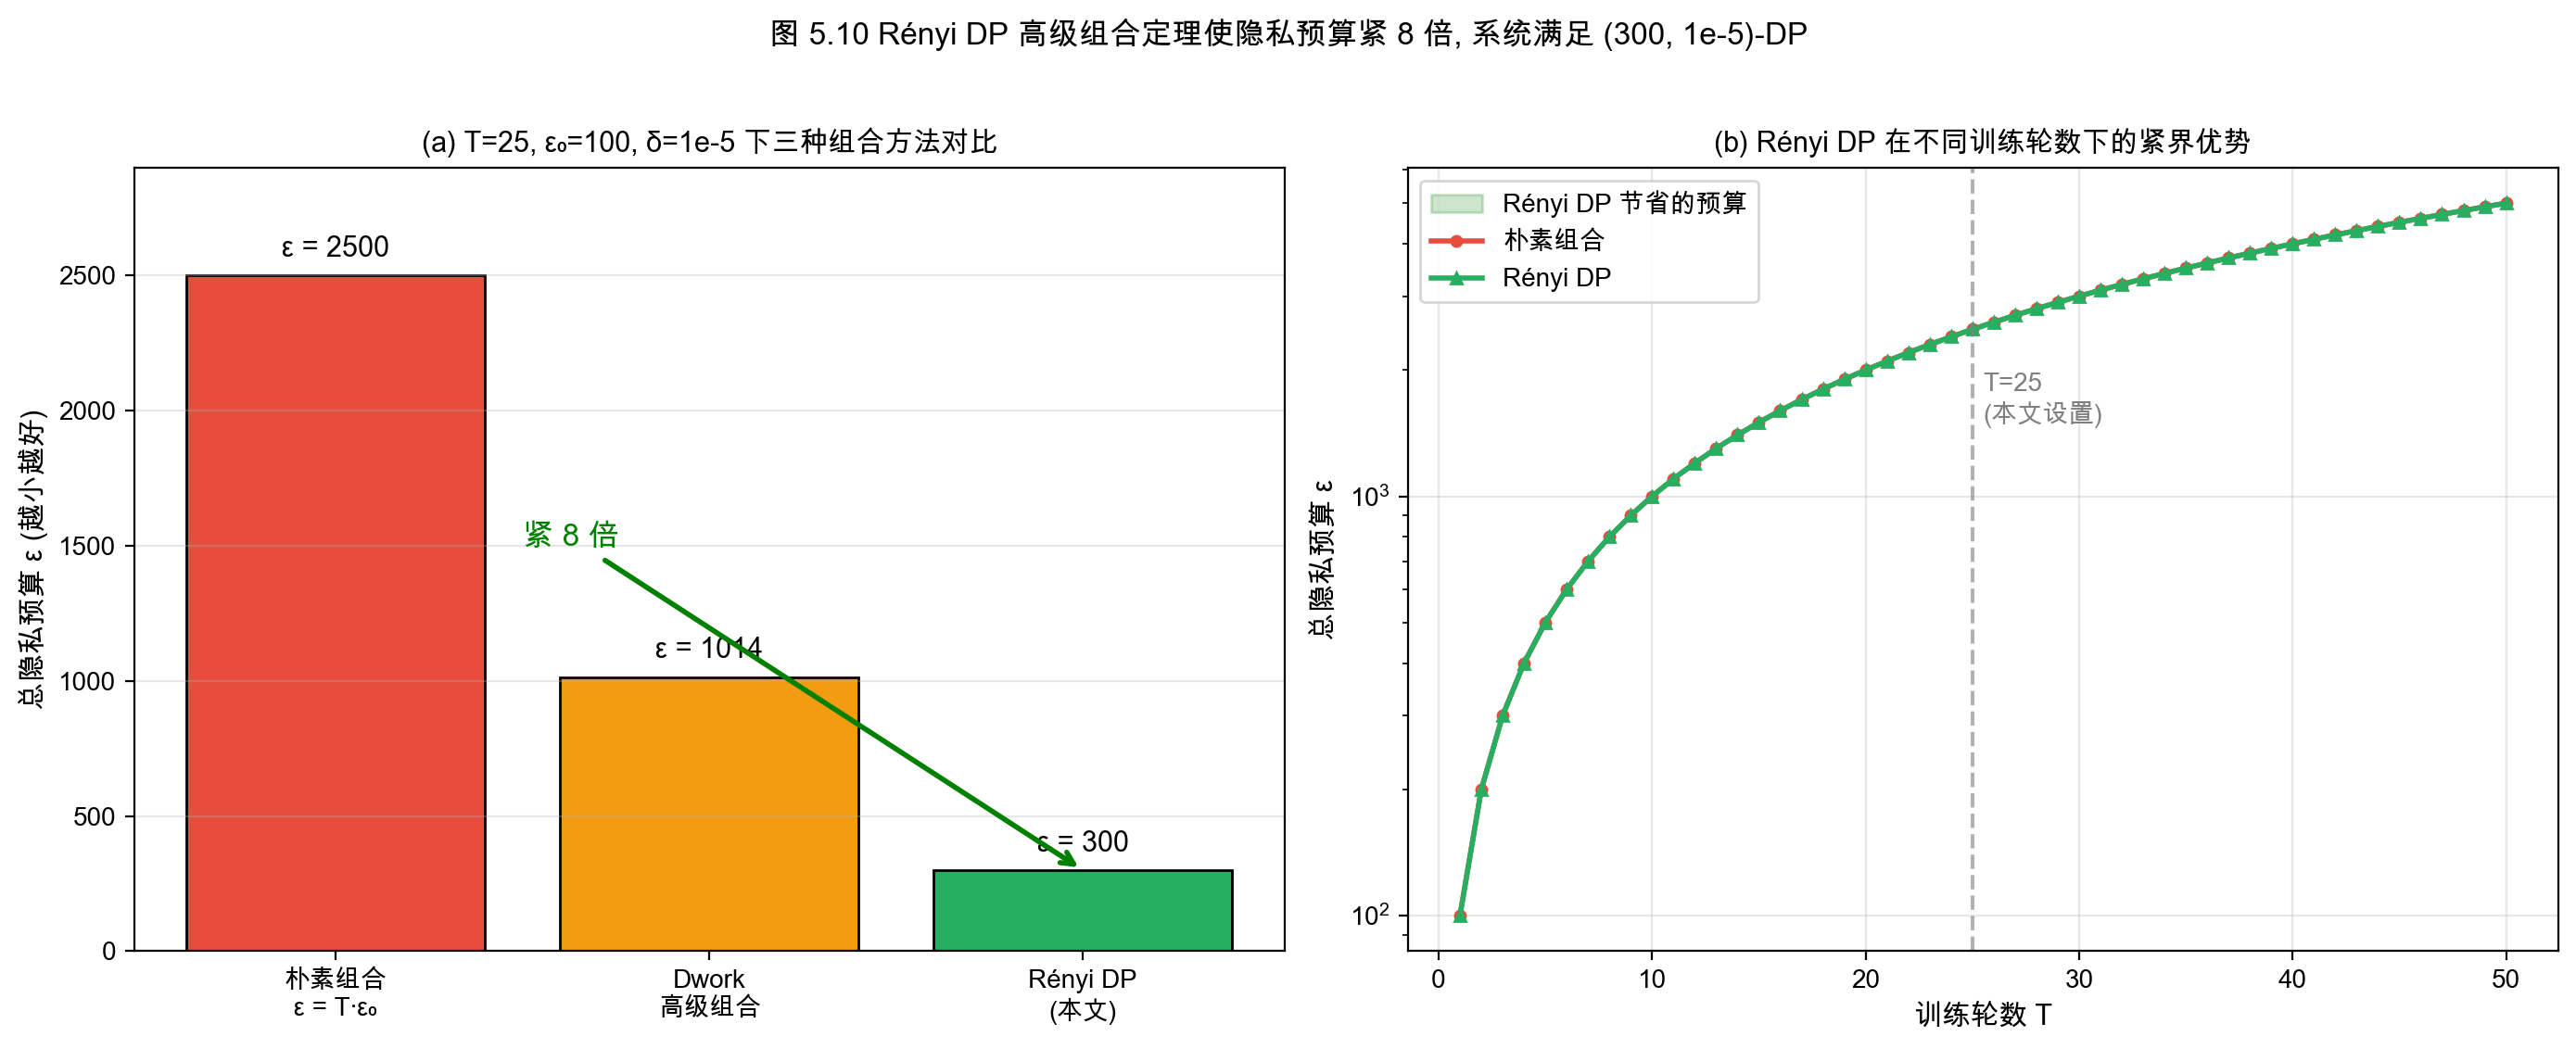 图 5.10 Rényi DP 高级组合定理使隐私预算紧 8 倍, 系统满足 (300, 1e-5)-DP
(a) T=25, ε₀=100, δ=1e-5 下三种组合方法对比
总隐私预算 ε (越小越好)
2500
2000
1500
1000
500
0
ε = 2500
紧 8 倍
ε = 1014
ε = 300
朴素组合
ε = T·ε₀
Dwork
高级组合
Rényi DP
(本文)
(b) Rényi DP 在不同训练轮数下的紧界优势
Rényi DP 节省的预算
朴素组合
Rényi DP
总隐私预算 ε
10³
10²
T=25
(本文设置)
0 10 20 30 40 50
训练轮数 T